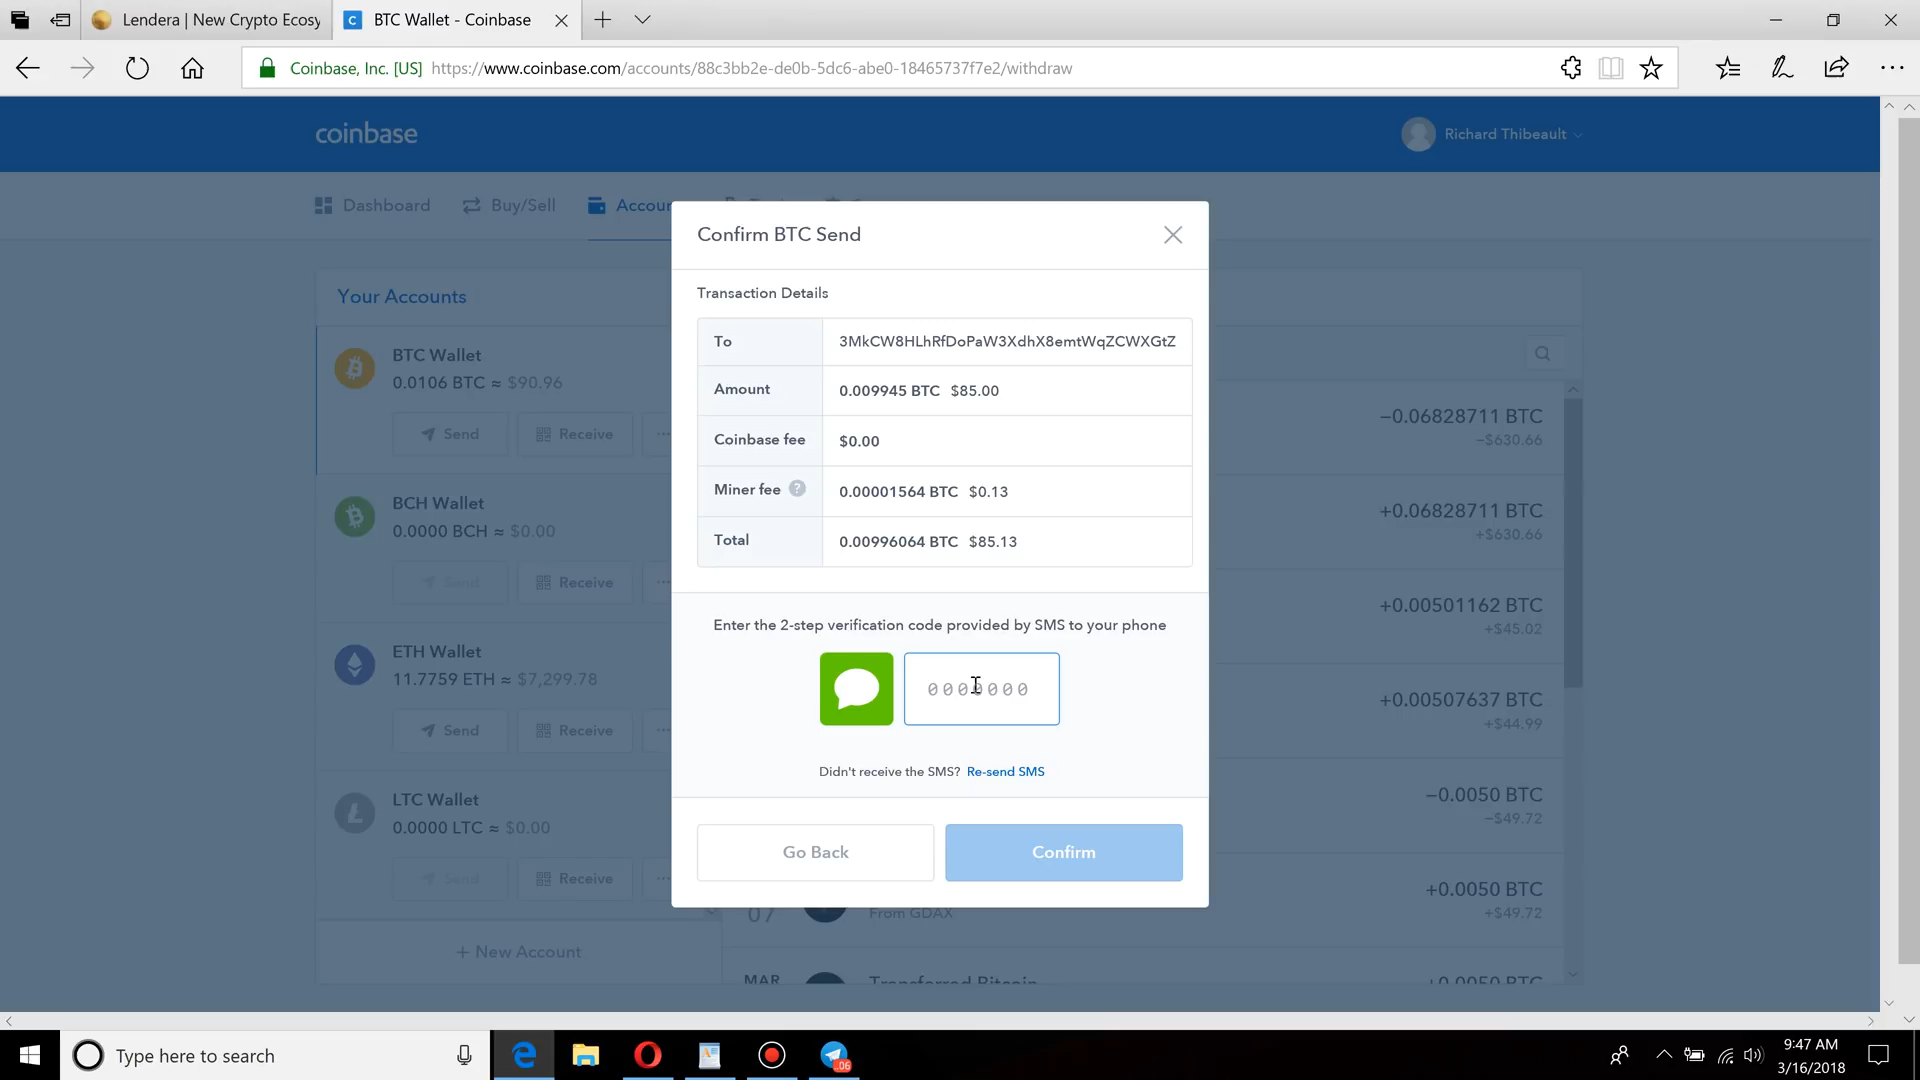 Lendera | New Crypto Ecosy
BTC Wallet - Coinbase
Coinbase, Inc. [US] https://www.coinbase.com/accounts/88c3bb2e-de0b-5dc6-abe0-18465737f7e2/withdraw
coinbase
Richard Thibeault
Dashboard
Buy/Sell
Accou
Your Accounts
BTC Wallet
0.0106 BTC ≈ $90.96
Send
Receive
BCH Wallet
0.0000 BCH ≈ $0.00
Send
Receive
ETH Wallet
11.7759 ETH ≈ $7,299.78
Send
Receive
LTC Wallet
0.0000 LTC ≈ $0.00
Send
Receive
+ New Account
Confirm BTC Send
Transaction Details
To 3MkCW8HLhRfDoPaW3XdhX8emtWqZCWXGtZ
Amount 0.009945 BTC $85.00
Coinbase fee $0.00
Miner fee ? 0.00001564 BTC $0.13
Total 0.00996064 BTC $85.13
Enter the 2-step verification code provided by SMS to your phone
0000000
Didn't receive the SMS? Re-send SMS
Go Back
Confirm
−0.06828711 BTC
−$630.66
+0.06828711 BTC
+$630.66
+0.00501162 BTC
+$45.02
+0.00507637 BTC
+$44.99
−0.0050 BTC
−$49.72
+0.0050 BTC
+$49.72
07
From GDAX
MAR
Transferred Bitcoin
+0.0050 BTC
Type here to search
.06
9:47 AM
3/16/2018